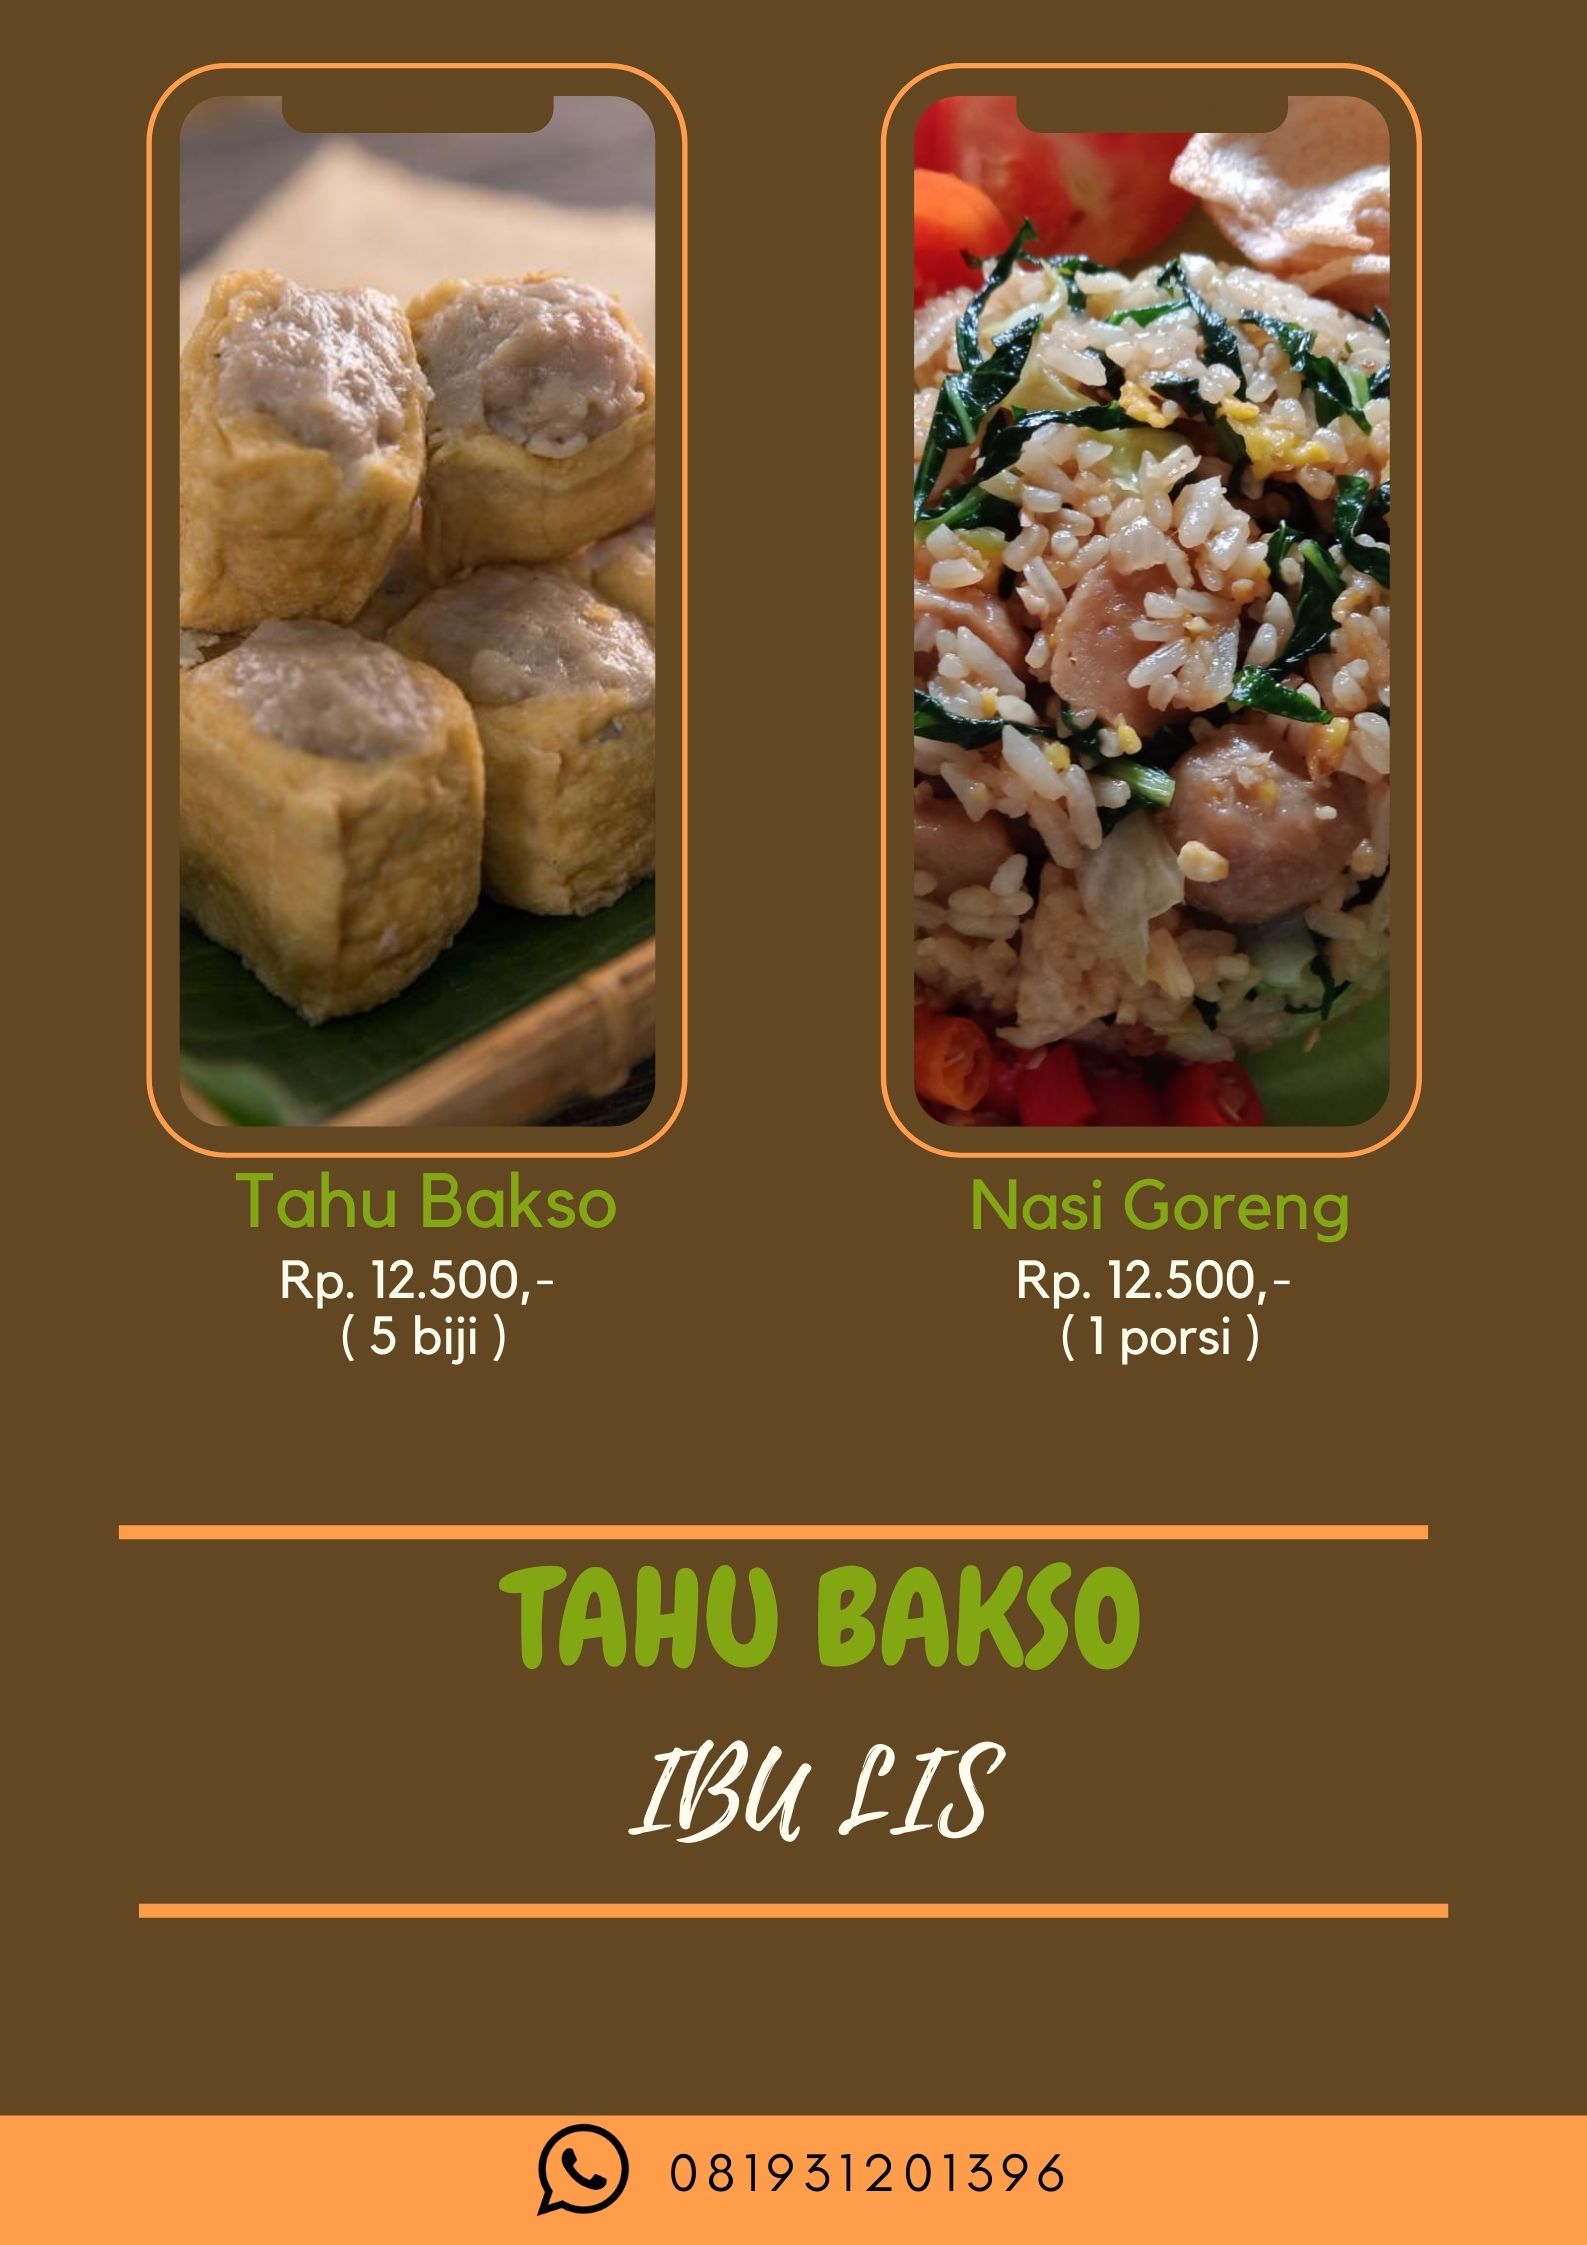 Tahu Bakso
Rp. 12.500,-
( 5 biji )
Nasi Goreng
Rp. 12.500,-
( 1 porsi )
TAHU BAKSO
IBU LIS
081931201396